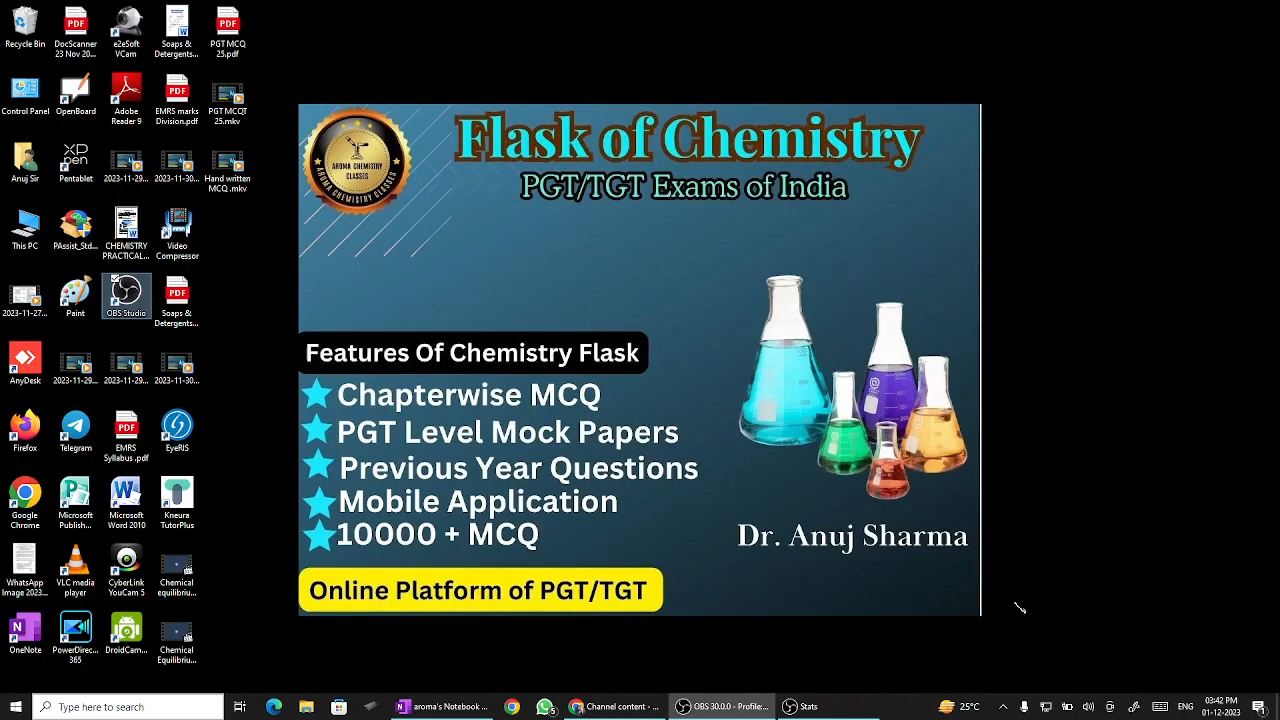 Recycle Bin
DocScanner
23 Nov 20...
e2eSoft
VCam
Soaps &
Detergents...
PGT MCQ
25.pdf
Control Panel
OpenBoard
Adobe
Reader 9
EMRS marks
Division.pdf
PGT MCQT
25.mkv
Anuj Sir
Pentablet
2023-11-29...
2023-11-30...
Hand written
MCQ .mkv
This PC
PAssist_Std...
CHEMISTRY
PRACTICAL...
Video
Compressor
2023-11-27...
Paint
OBS Studio
Soaps &
Detergents...
AnyDesk
2023-11-29...
2023-11-29...
2023-11-30...
Firefox
Telegram
EMRS
Syllabus .pdf
EyeRIS
Google
Chrome
Microsoft
Publish...
Microsoft
Word 2010
Kneura
TutorPlus
WhatsApp
Image 2023...
VLC media
player
CyberLink
YouCam 5
Chemical
equilibriu...
OneNote
PowerDirec...
365
DroidCam...
Chemical
Equilibriu...
AROMA CHEMISTRY
CLASSES
AROMA CHEMISTRY CLASSES
Flask of Chemistry
PGT/TGT Exams of India
Features Of Chemistry Flask
Chapterwise MCQ
PGT Level Mock Papers
Previous Year Questions
Mobile Application
10000 + MCQ
Dr. Anuj Sharma
Online Platform of PGT/TGT
Type here to search
aroma's Notebook ...
Channel content - ...
OBS 30.0.0 - Profile...
Stats
25°C
ENG
03:42 PM
01-12-2023